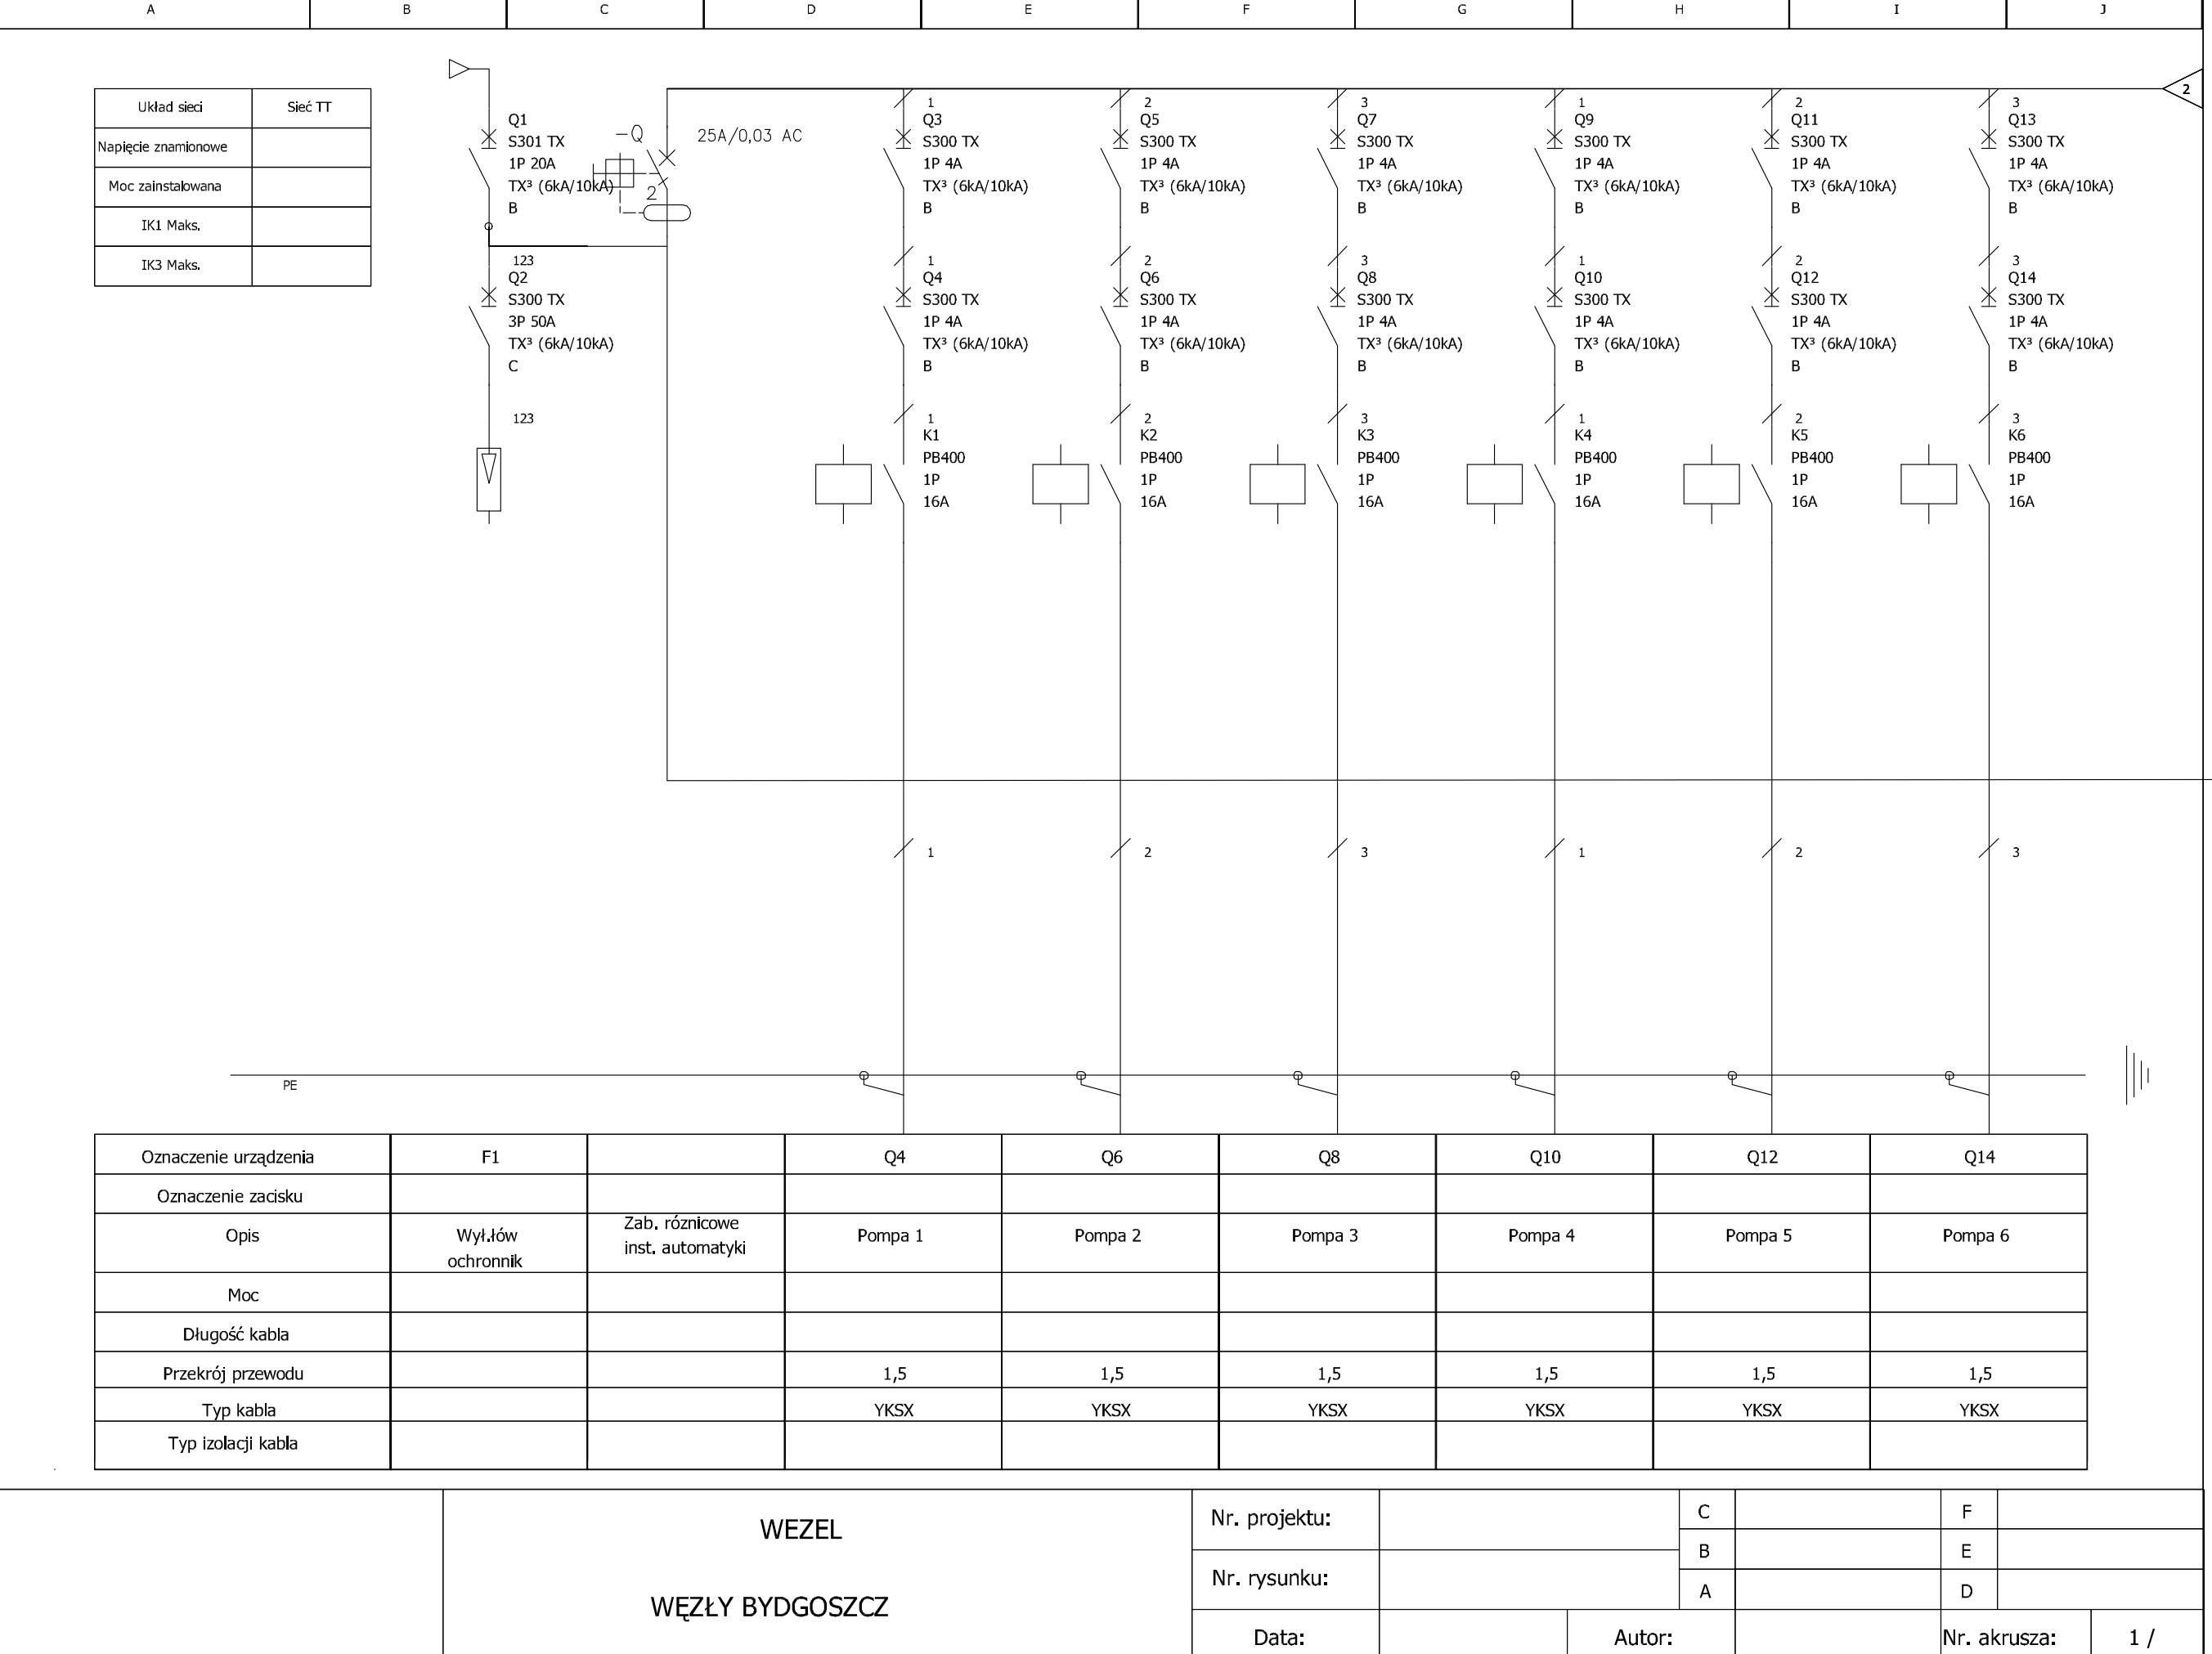 A B C D E F G H I J
Układ sieci Sieć TT
Napięcie znamionowe
Moc zainstalowana
IK1 Maks.
IK3 Maks.
Q1
S301 TX
1P 20A
TX³ (6kA/10kA)
B
123
Q2
S300 TX
3P 50A
TX³ (6kA/10kA)
C
123
-Q
25A/0,03 AC
2
1
Q3
S300 TX
1P 4A
TX³ (6kA/10kA)
B
1
Q4
S300 TX
1P 4A
TX³ (6kA/10kA)
B
1
K1
PB400
1P
16A
1
2
Q5
S300 TX
1P 4A
TX³ (6kA/10kA)
B
2
Q6
S300 TX
1P 4A
TX³ (6kA/10kA)
B
2
K2
PB400
1P
16A
2
3
Q7
S300 TX
1P 4A
TX³ (6kA/10kA)
B
3
Q8
S300 TX
1P 4A
TX³ (6kA/10kA)
B
3
K3
PB400
1P
16A
3
1
Q9
S300 TX
1P 4A
TX³ (6kA/10kA)
B
1
Q10
S300 TX
1P 4A
TX³ (6kA/10kA)
B
1
K4
PB400
1P
16A
1
2
Q11
S300 TX
1P 4A
TX³ (6kA/10kA)
B
2
Q12
S300 TX
1P 4A
TX³ (6kA/10kA)
B
2
K5
PB400
1P
16A
2
3
Q13
S300 TX
1P 4A
TX³ (6kA/10kA)
B
3
Q14
S300 TX
1P 4A
TX³ (6kA/10kA)
B
3
K6
PB400
1P
16A
3
2
PE
Oznaczenie urządzenia F1 Q4 Q6 Q8 Q10 Q12 Q14
Oznaczenie zacisku
Opis Wył.łów ochronnik Zab. róznicowe inst. automatyki Pompa 1 Pompa 2 Pompa 3 Pompa 4 Pompa 5 Pompa 6
Moc
Długość kabla
Przekrój przewodu 1,5 1,5 1,5 1,5 1,5 1,5
Typ kabla YKSX YKSX YKSX YKSX YKSX YKSX
Typ izolacji kabla
WEZEL
WĘZŁY BYDGOSZCZ
Nr. projektu:
Nr. rysunku:
C F
B E
A D
Data: Autor: Nr. akrusza: 1 /